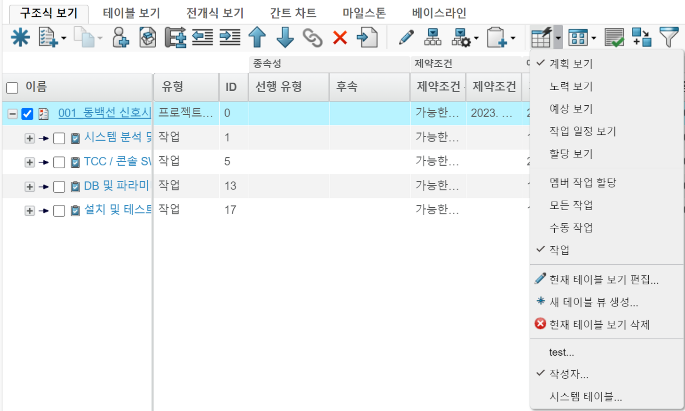 구조식 보기 테이블 보기 전개식 보기 간트 차트 마일스톤 베이스라인
종속성 제약조건
이름 유형 ID 선행 유형 후속 제약조건 제약조건
001_동백선 신호시 프로젝트... 0 가능한... 2023. ...
시스템 분석 및 작업 1 가능한...
TCC / 콘솔 SW 작업 5 가능한...
DB 및 파라미 작업 13 가능한...
설치 및 테스트 작업 17 가능한...
계획 보기
노력 보기
예상 보기
작업 일정 보기
할당 보기
멤버 작업 할당
모든 작업
수동 작업
작업
현재 테이블 보기 편집...
새 테이블 뷰 생성...
현재 테이블 보기 삭제
test...
작성자...
시스템 테이블...